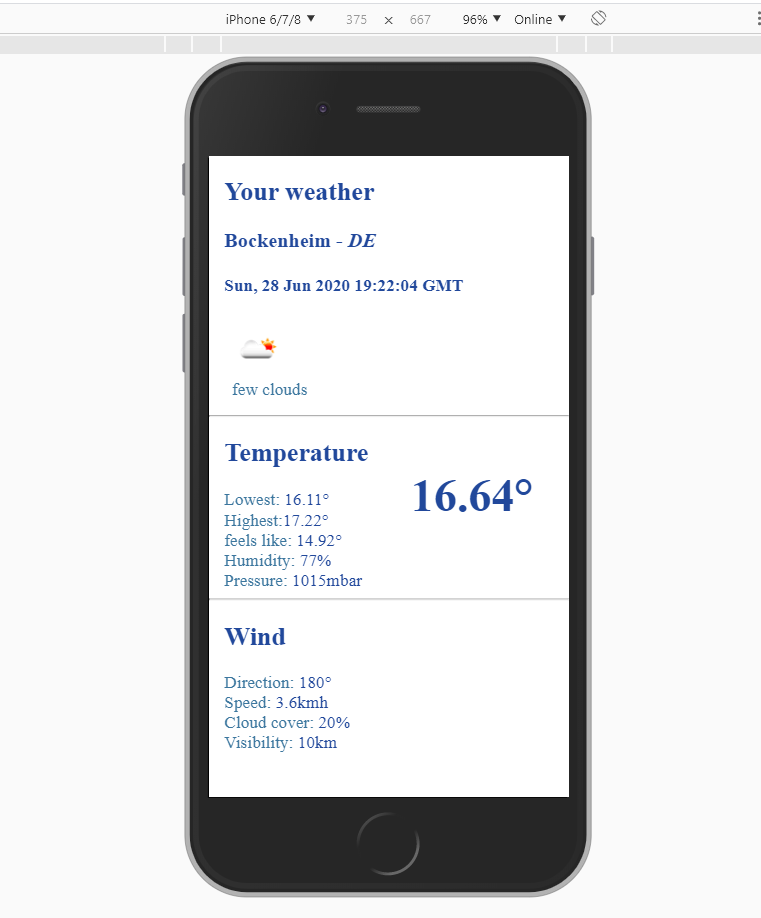 iPhone 6/7/8 ▼ 375 × 667 96% ▼ Online ▼
Your weather
Bockenheim - DE
Sun, 28 Jun 2020 19:22:04 GMT
few clouds
Temperature
16.64°
Lowest: 16.11°
Highest:17.22°
feels like: 14.92°
Humidity: 77%
Pressure: 1015mbar
Wind
Direction: 180°
Speed: 3.6kmh
Cloud cover: 20%
Visibility: 10km